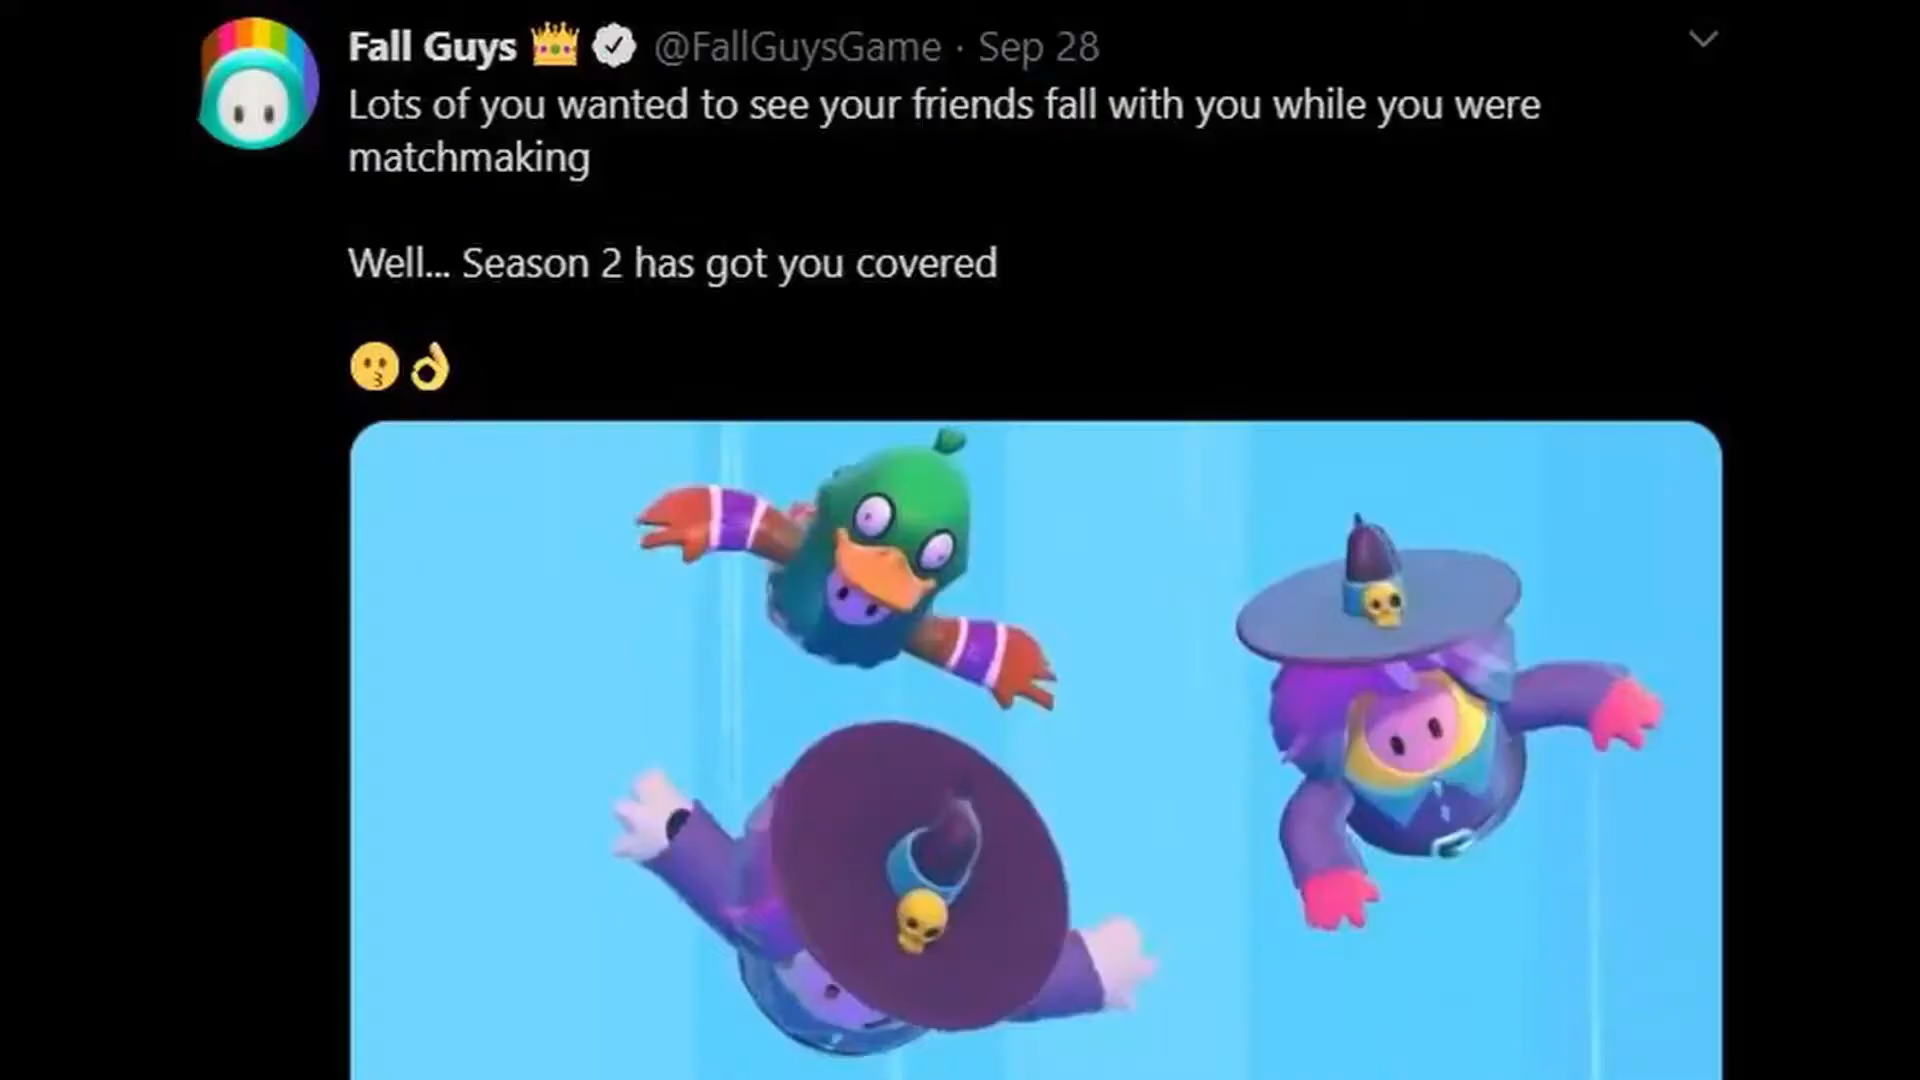 Fall Guys 👑 @FallGuysGame · Sep 28
Lots of you wanted to see your friends fall with you while you were
matchmaking
Well... Season 2 has got you covered
😗👌